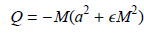 Q = −M(a² + ϵM²)